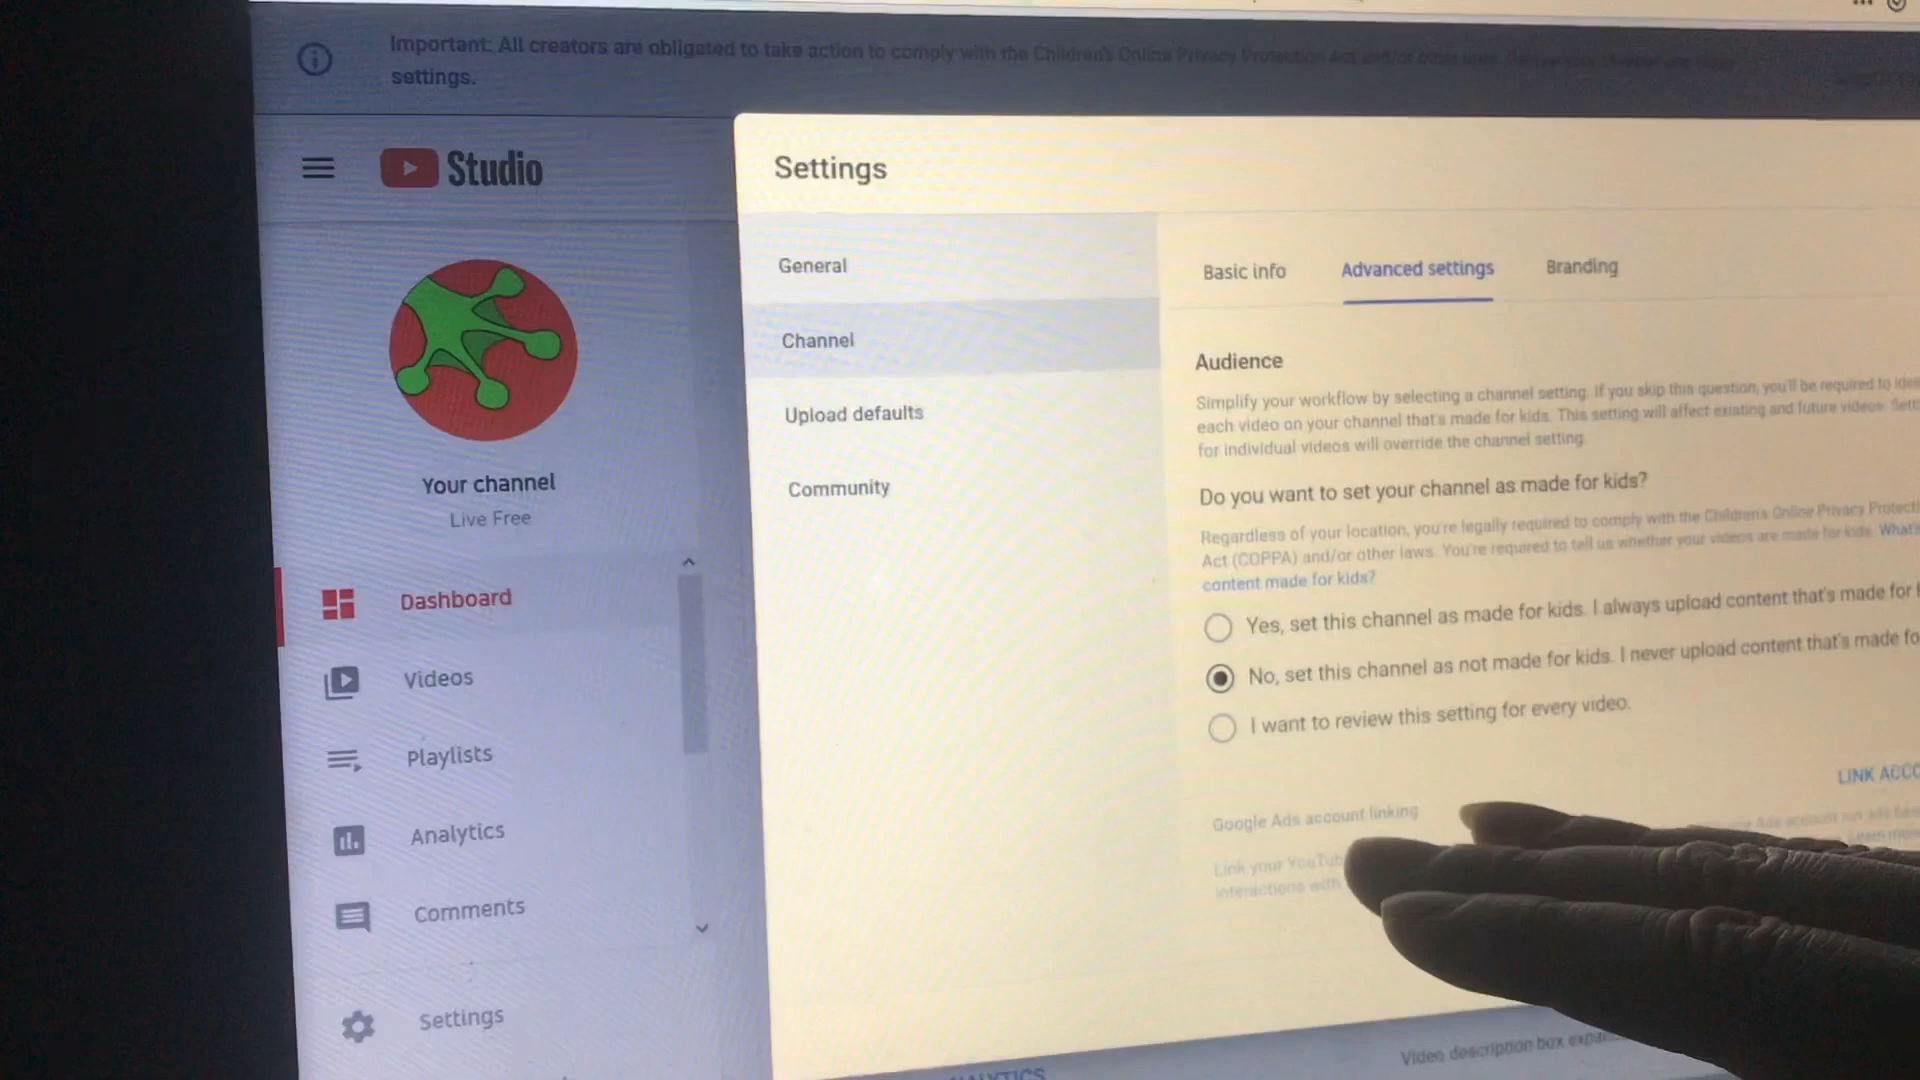 Important: All creators are obligated to take action to comply with the Children's Online Privacy Protection Act and/or other laws.
settings.
Studio
Settings
General
Channel
Upload defaults
Community
Basic info
Advanced settings
Branding
Audience
Simplify your workflow by selecting a channel setting. If you skip this question, you'll be required to
each video on your channel that's made for kids. This setting will affect existing and future videos.
for individual videos will override the channel setting.
Do you want to set your channel as made for kids?
Regardless of your location, you're legally required to comply with the Children's Online Privacy
Act (COPPA) and/or other laws. You're required to tell us whether your videos are made for kids. What's
content made for kids?
Yes, set this channel as made for kids. I always upload content that's made for
No, set this channel as not made for kids. I never upload content that's made
I want to review this setting for every video.
LINK
Google Ads account linking
Link your
interactions with
Your channel
Live Free
Dashboard
Videos
Playlists
Analytics
Comments
Settings
Video description box